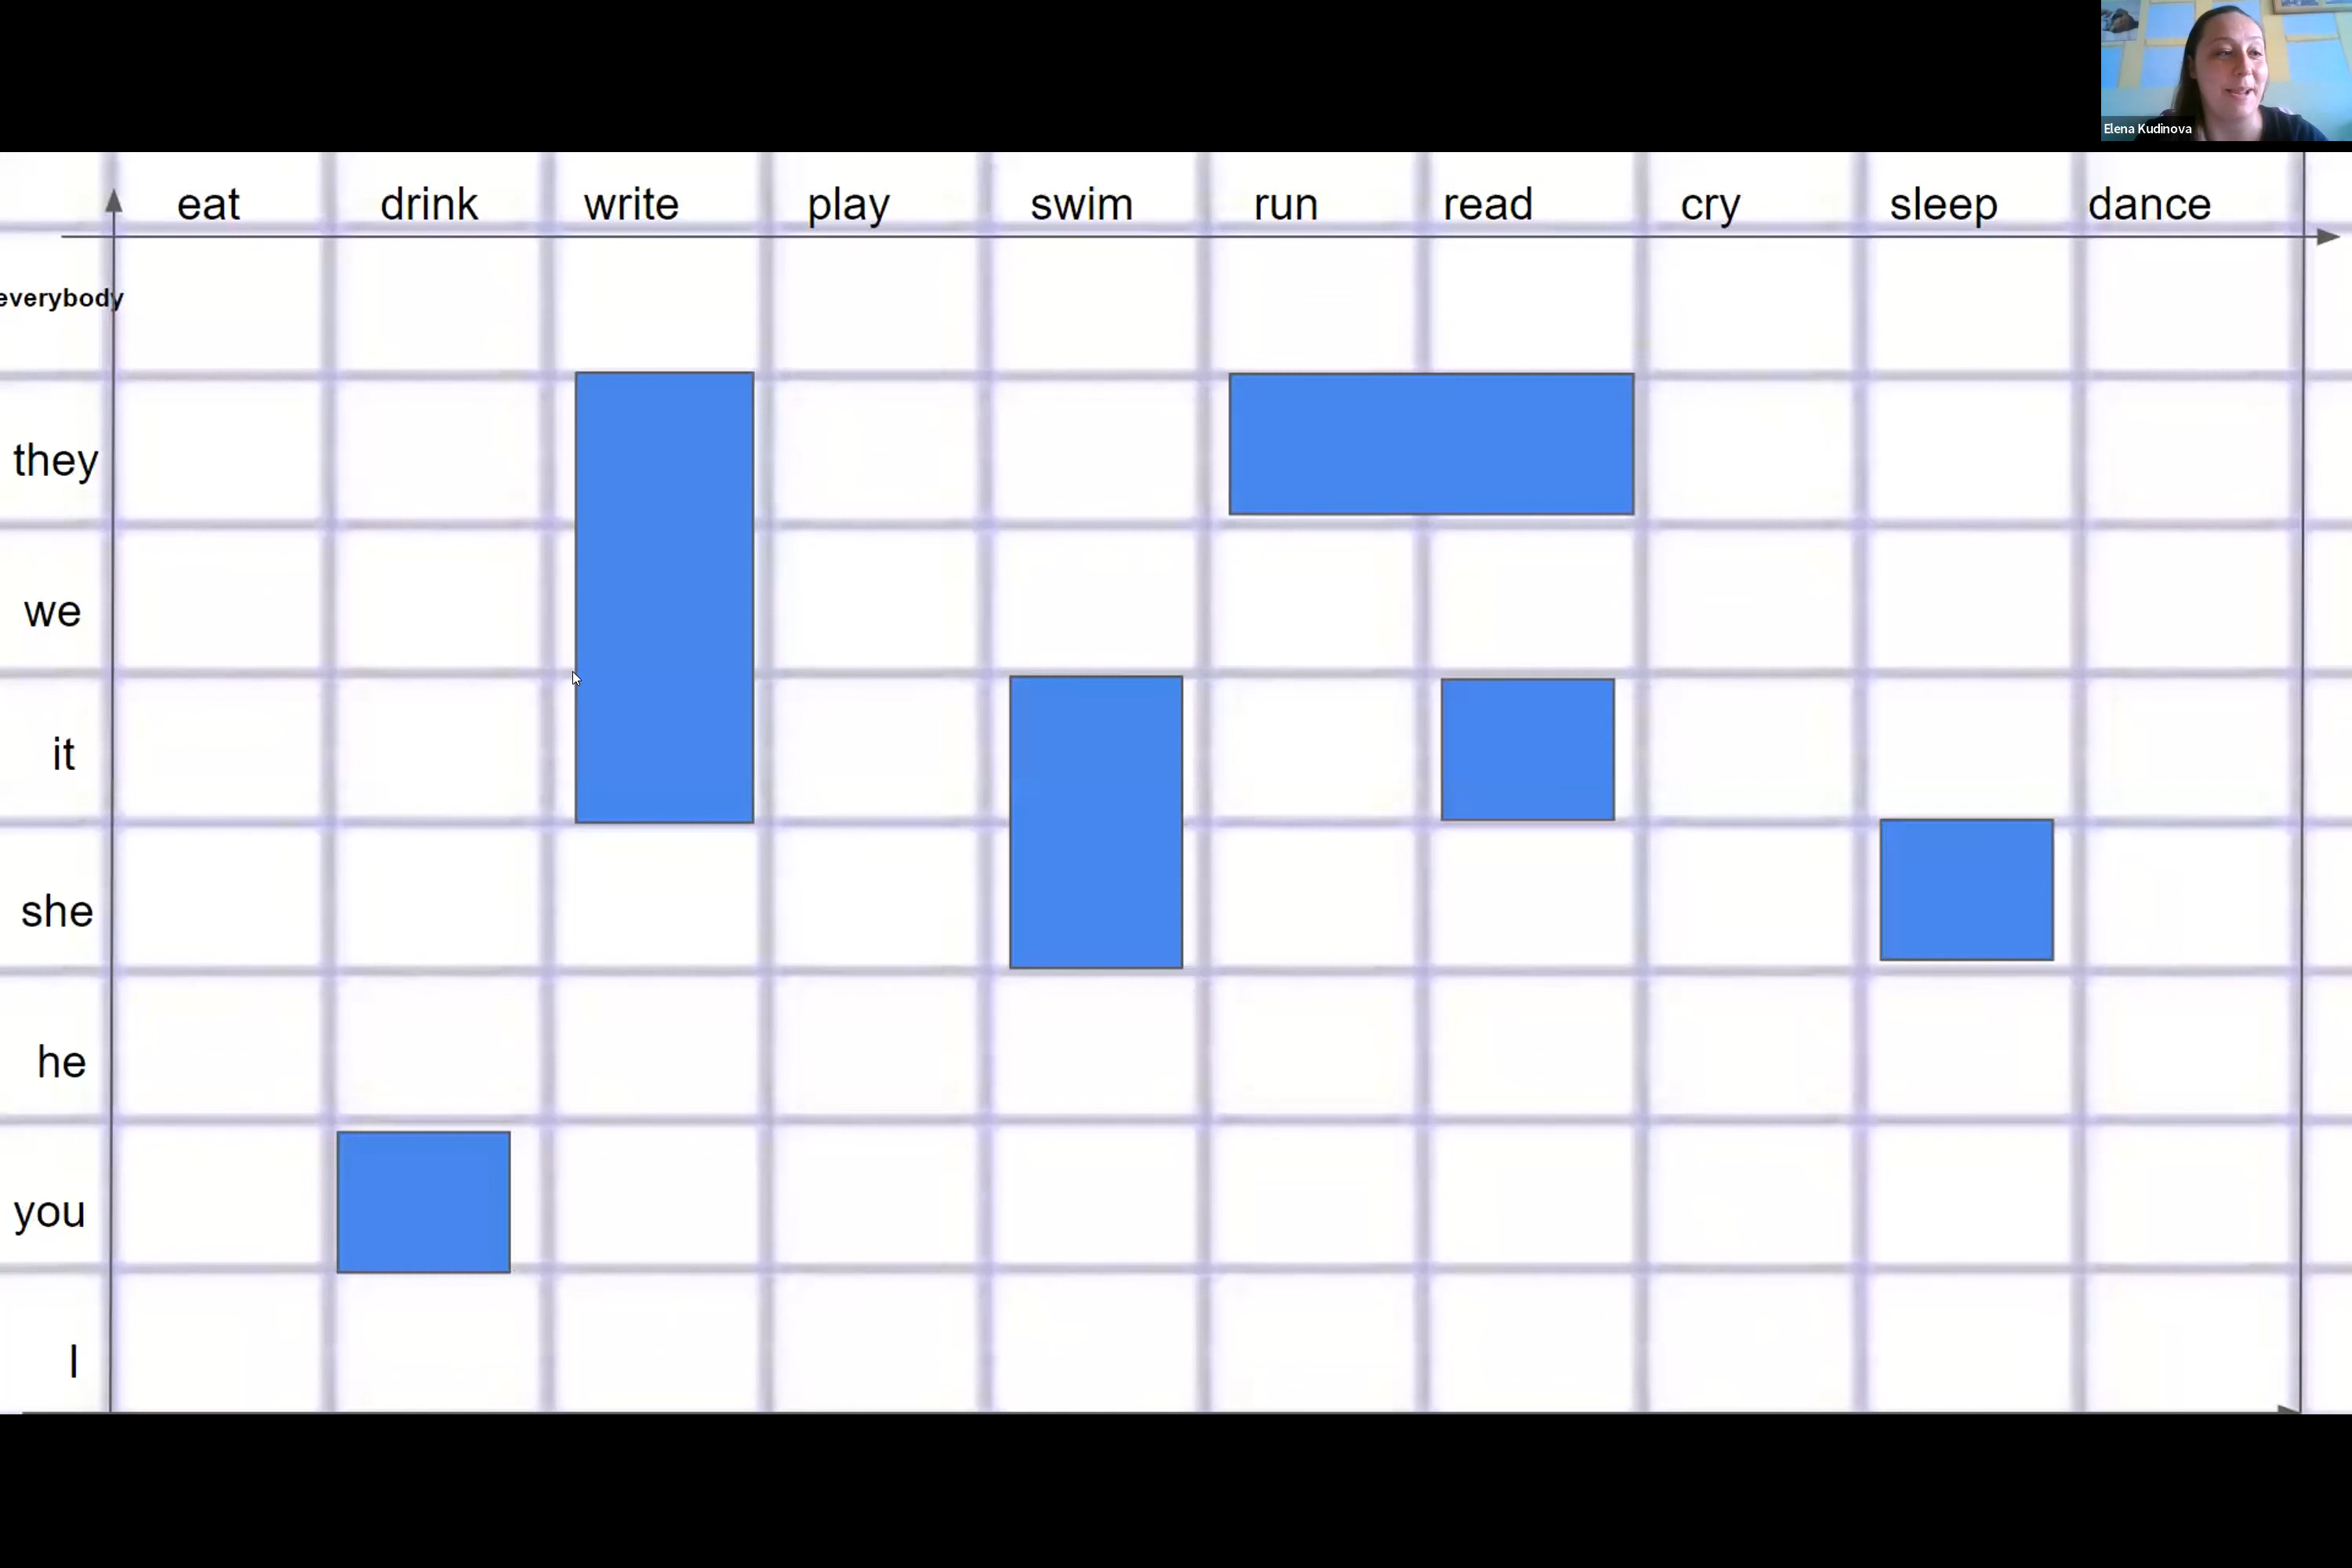 Elena Kudinova
eat drink write play swim run read cry sleep dance
everybody
they
we
it
she
he
you
I